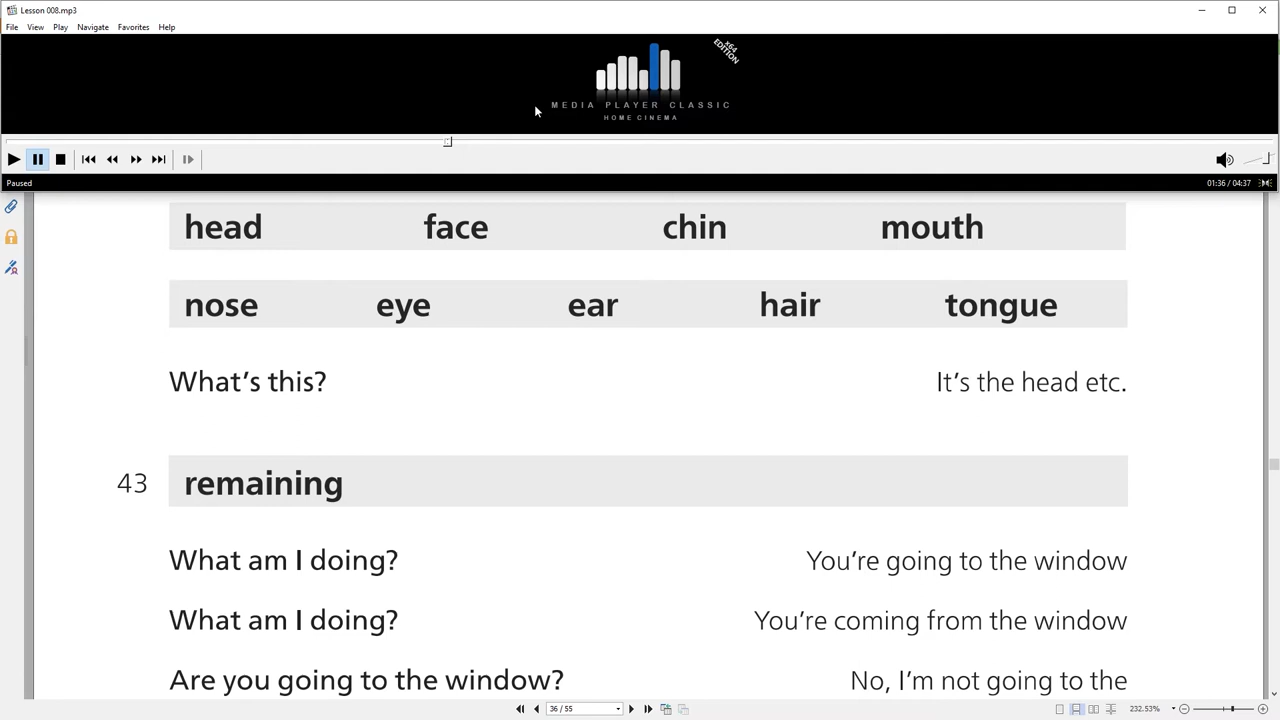 Lesson 008.mp3
File View Play Navigate Favorites Help
x64 EDITION
MEDIA PLAYER CLASSIC
HOME CINEMA
Paused 01:36 / 04:37
head face chin mouth
nose eye ear hair tongue
What's this? It's the head etc.
43 remaining
What am I doing? You're going to the window
What am I doing? You're coming from the window
Are you going to the window? No, I'm not going to the
36 / 55 232.53%